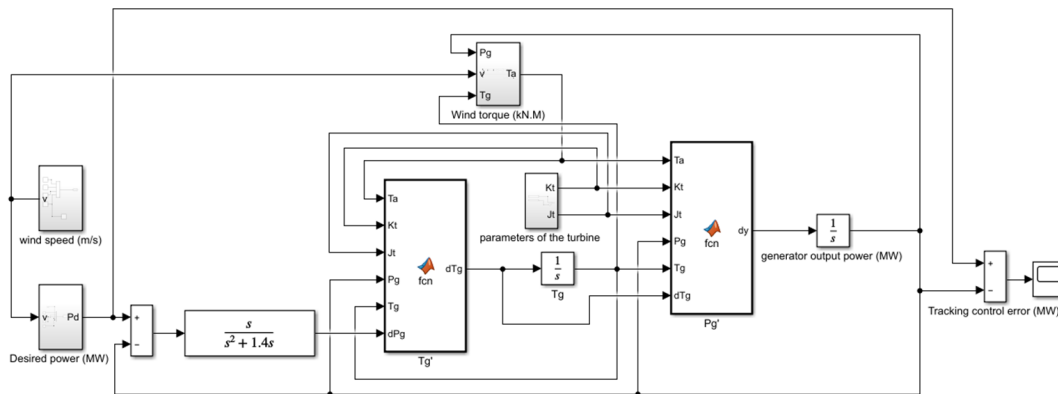 Pg
v
Ta
Tg
Wind torque (kN.M)
v
wind speed (m/s)
v
Pd
Desired power (MW)
+
−
s
s² + 1.4s
Ta
Kt
Jt
Pg
Tg
dPg
fcn
dTg
Tg'
Kt
Jt
parameters of the turbine
1
s
Tg
Ta
Kt
Jt
Pg
Tg
dTg
fcn
dy
Pg'
1
s
generator output power (MW)
+
−
Tracking control error (MW)